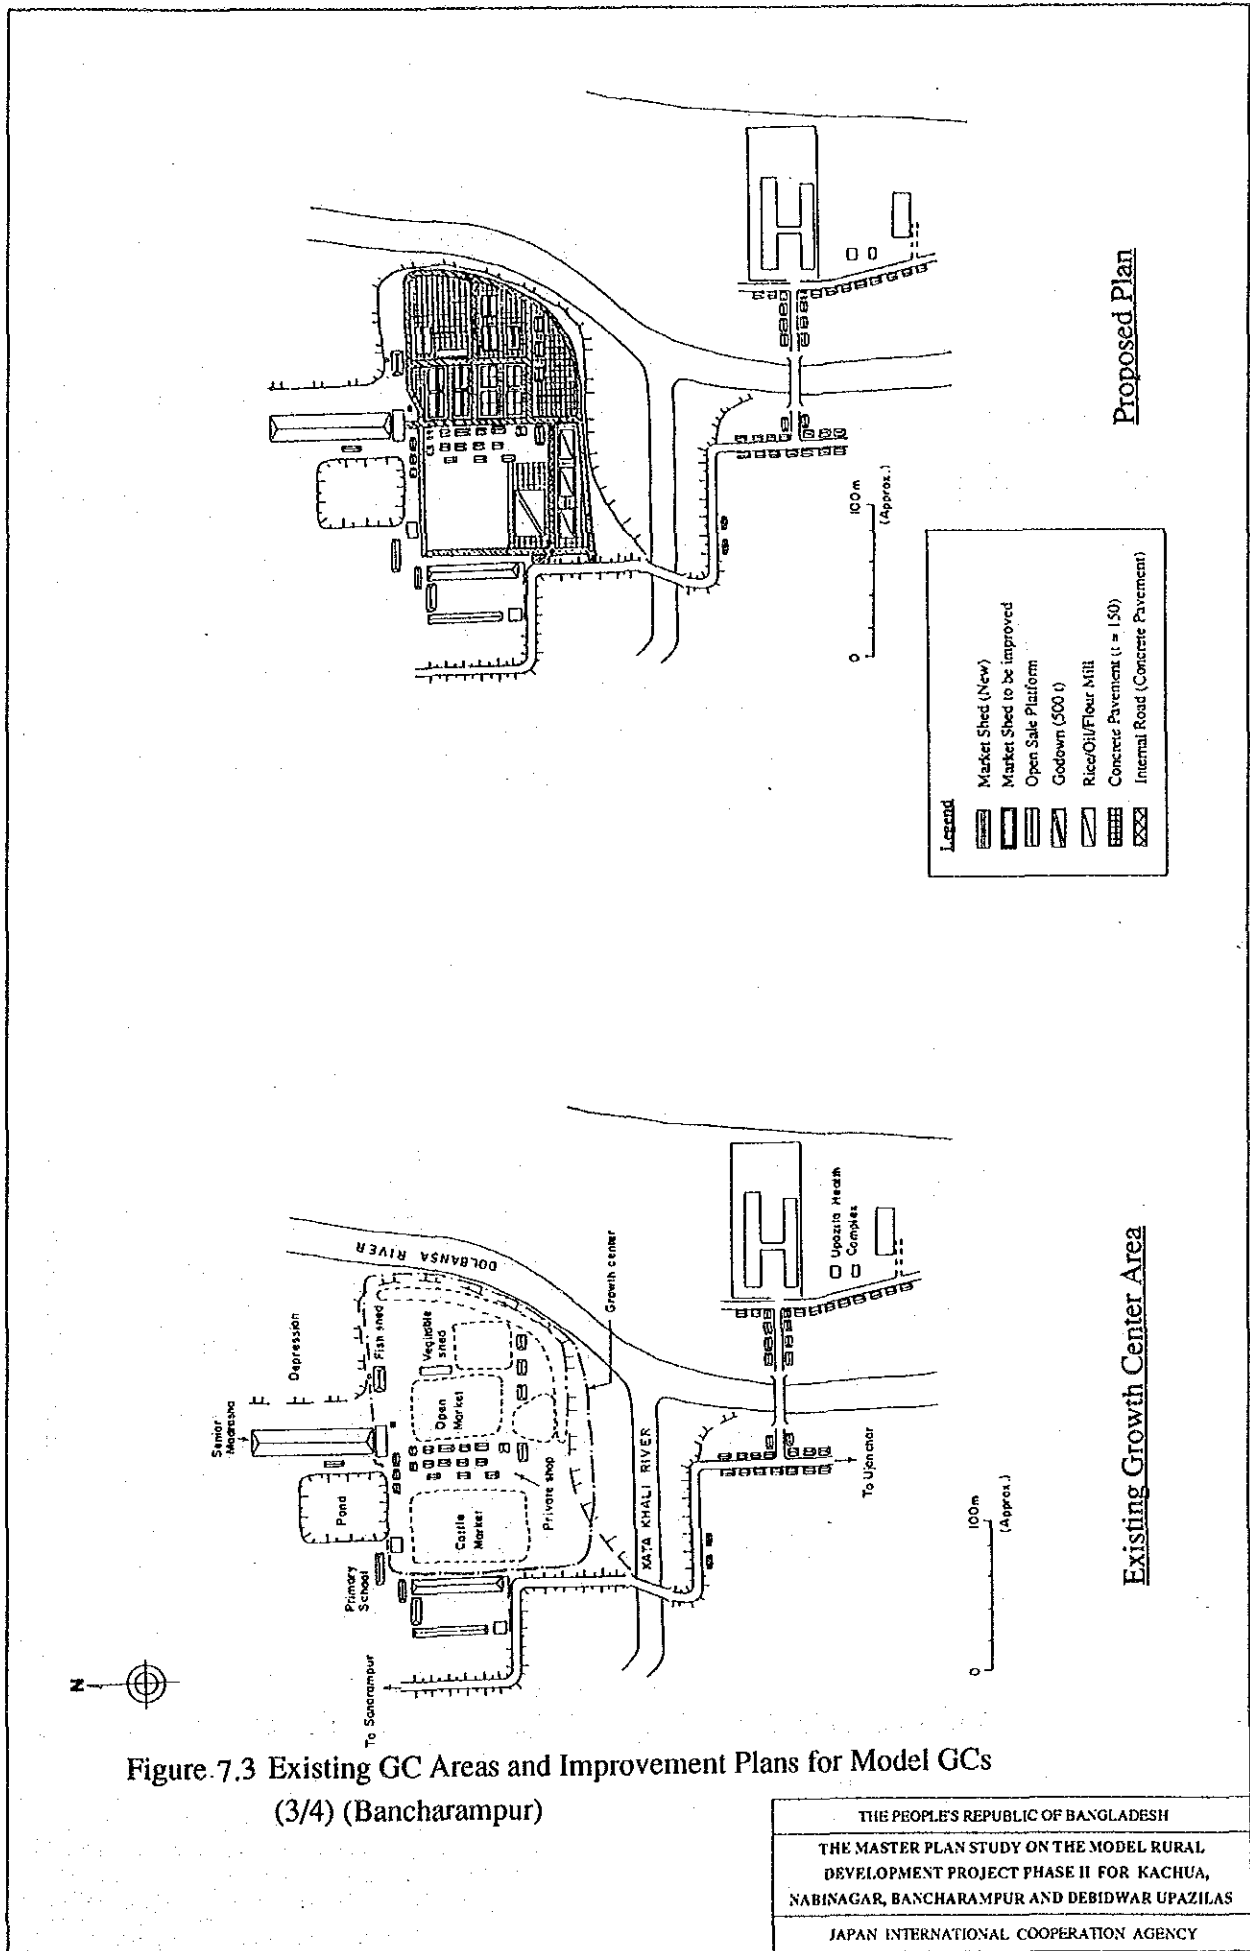 N
To Sonarampur
Primary
School
Pond
Senior
Madrasha
Depression
Fish shed
Vegitable
shed
Open
Market
Cattle
Market
Private shop
DOLBANSA RIVER
Growth center
KATA KHALI RIVER
To Ujanchar
Upazila Health
Complex
0
100m
(Approx.)
Existing Growth Center Area
0
100m
(Approx.)
Legend
Market Shed (New)
Market Shed to be improved
Open Sale Platform
Godown (500 t)
Rice/Oil/Flour Mill
Concrete Pavement (t = 150)
Internal Road (Concrete Pavement)
Proposed Plan
Figure.7.3 Existing GC Areas and Improvement Plans for Model GCs
(3/4) (Bancharampur)
THE PEOPLE'S REPUBLIC OF BANGLADESH
THE MASTER PLAN STUDY ON THE MODEL RURAL
DEVELOPMENT PROJECT PHASE II FOR KACHUA,
NABINAGAR, BANCHARAMPUR AND DEBIDWAR UPAZILAS
JAPAN INTERNATIONAL COOPERATION AGENCY